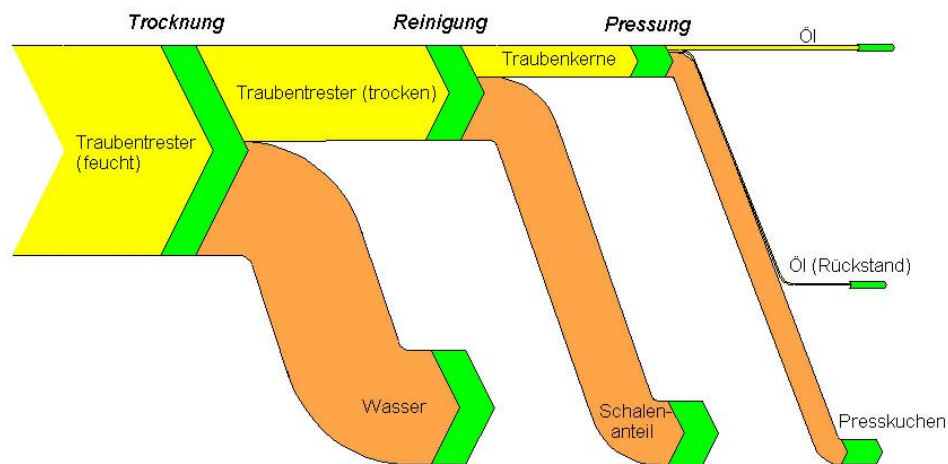 Trocknung
Reinigung
Pressung
Öl
Traubenkerne
Traubentrester (trocken)
Traubentrester
(feucht)
Öl (Rückstand)
Wasser
Schalen-
anteil
Presskuchen